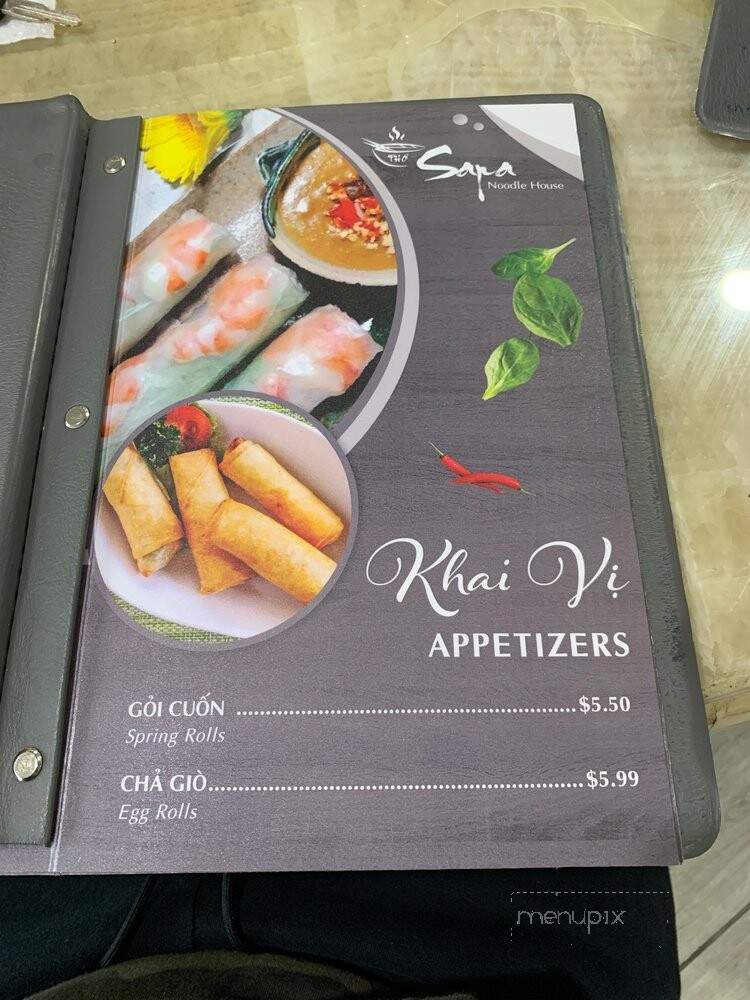 PHỞ
Sapa
Noodle House
Khai Vị
APPETIZERS
GỎI CUỐN ........................................................ $5.50
Spring Rolls
CHẢ GIÒ............................................................... $5.99
Egg Rolls
menupix